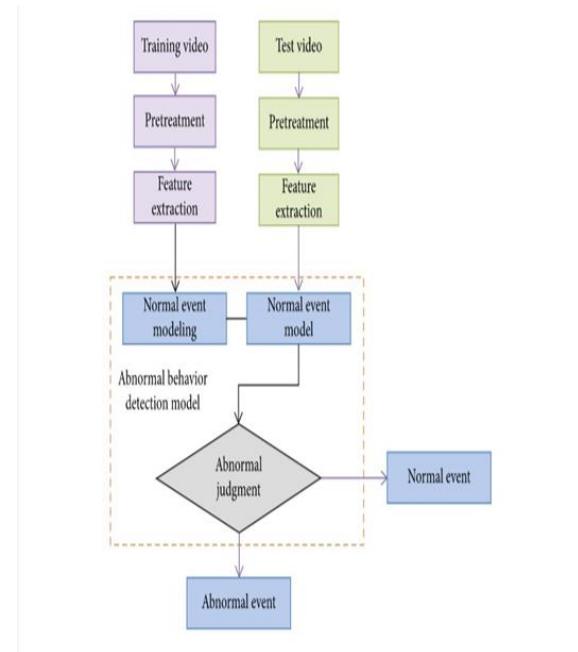 Training video
Test video
Pretreatment
Pretreatment
Feature
extraction
Feature
extraction
Normal event
modeling
Normal event
model
Abnormal behavior
detection model
Abnormal
judgment
Normal event
Abnormal event